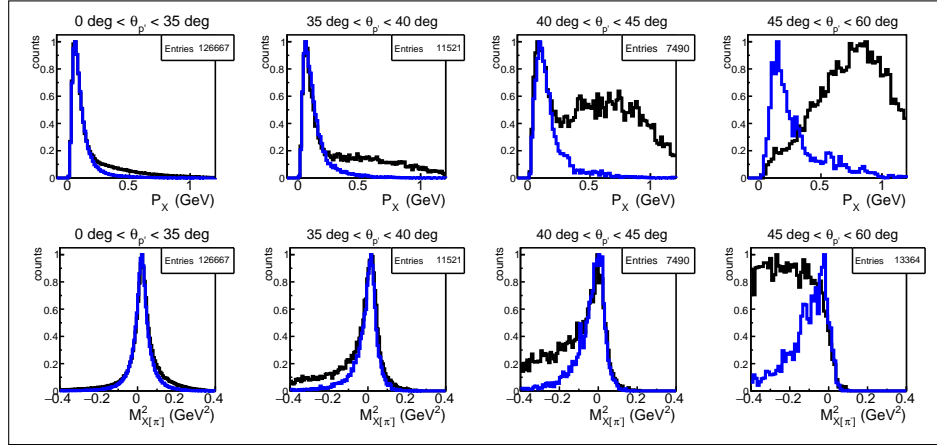 0 deg < θp' < 35 deg
35 deg < θp' < 40 deg
40 deg < θp' < 45 deg
45 deg < θp' < 60 deg
Entries 126667
Entries 11521
Entries 7490
counts
counts
counts
counts
1
0.8
0.6
0.4
0.2
0
1
0.8
0.6
0.4
0.2
0
1
0.8
0.6
0.4
0.2
0
1
0.8
0.6
0.4
0.2
0
0 0.5 1
0 0.5 1
0 0.5 1
0 0.5 1
PX (GeV)
PX (GeV)
PX (GeV)
PX (GeV)
0 deg < θp' < 35 deg
35 deg < θp' < 40 deg
40 deg < θp' < 45 deg
45 deg < θp' < 60 deg
Entries 126667
Entries 11521
Entries 7490
Entries 13364
counts
counts
counts
counts
1
0.8
0.6
0.4
0.2
0
1
0.8
0.6
0.4
0.2
0
1
0.8
0.6
0.4
0.2
0
1
0.8
0.6
0.4
0.2
0
−0.4 −0.2 0 0.2 0.4
−0.4 −0.2 0 0.2 0.4
−0.4 −0.2 0 0.2 0.4
−0.4 −0.2 0 0.2 0.4
M²X[π⁻] (GeV²)
M²X[π⁻] (GeV²)
M²X[π⁻] (GeV²)
M²X[π⁻] (GeV²)